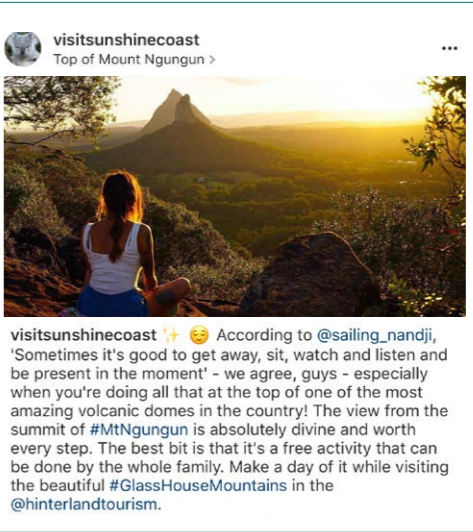 visitsunshinecoast
Top of Mount Ngungun >
visitsunshinecoast ✨ 😌 According to @sailing_nandji,
'Sometimes it's good to get away, sit, watch and listen and
be present in the moment' - we agree, guys - especially
when you're doing all that at the top of one of the most
amazing volcanic domes in the country! The view from the
summit of #MtNgungun is absolutely divine and worth
every step. The best bit is that it's a free activity that can
be done by the whole family. Make a day of it while visiting
the beautiful #GlassHouseMountains in the
@hinterlandtourism.